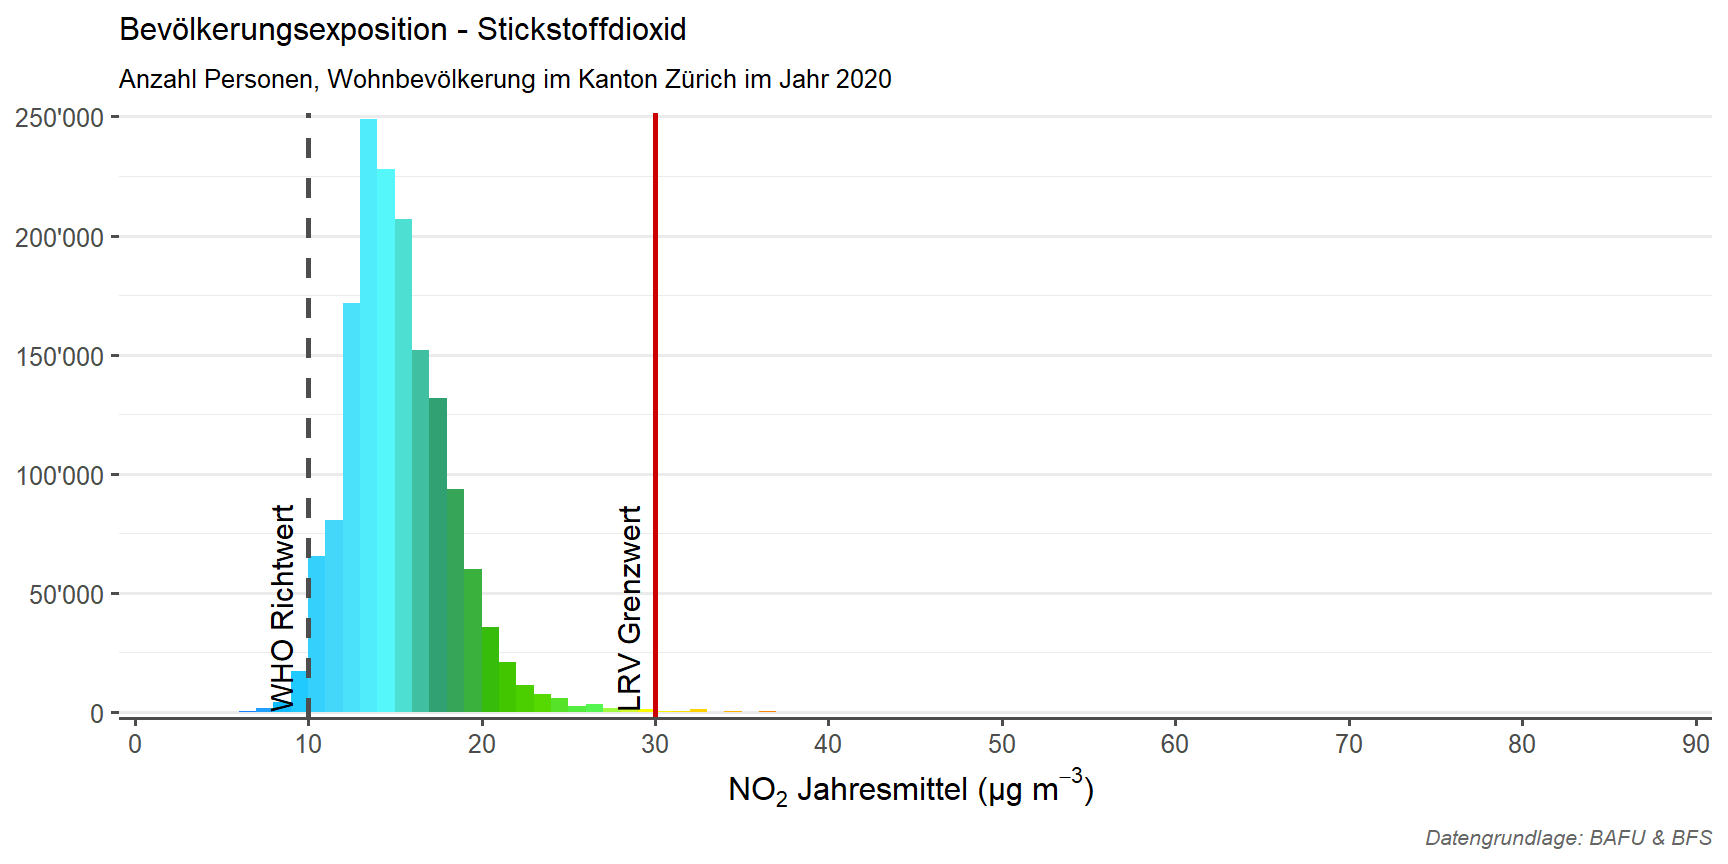 Bevölkerungsexposition - Stickstoffdioxid
Anzahl Personen, Wohnbevölkerung im Kanton Zürich im Jahr 2020
250'000
200'000
150'000
100'000
50'000
0
WHO Richtwert
LRV Grenzwert
0 10 20 30 40 50 60 70 80 90
NO₂ Jahresmittel (µg m⁻³)
Datengrundlage: BAFU & BFS